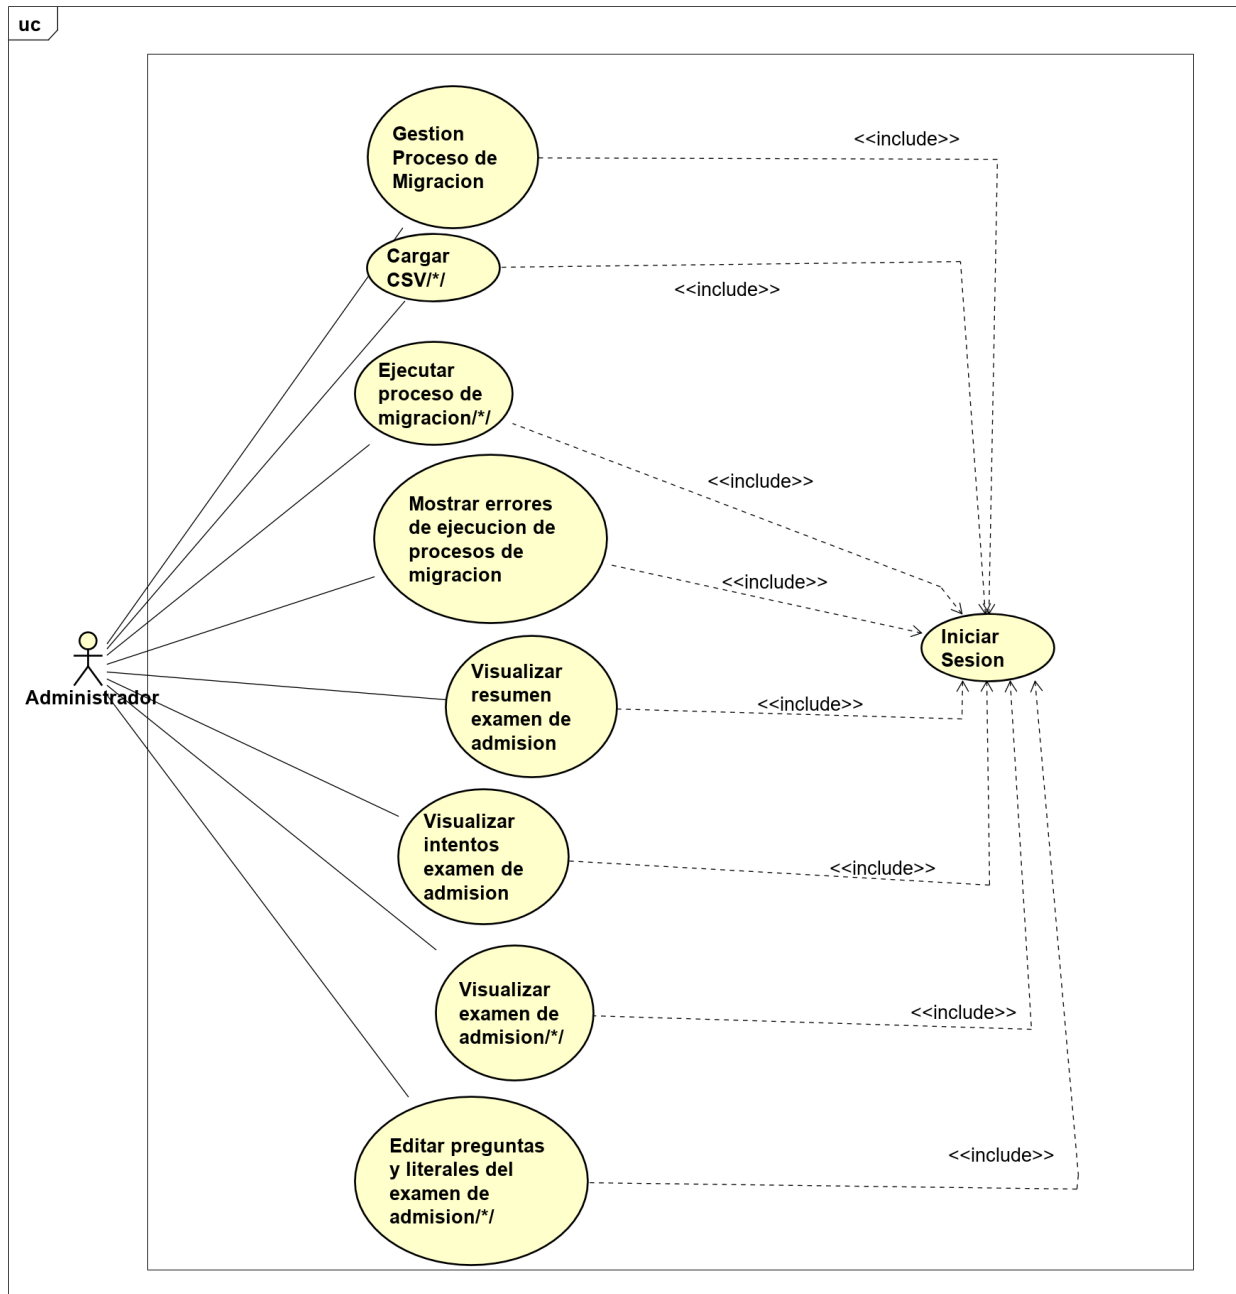 uc
Gestion
Proceso de
Migracion
<<include>>
Cargar
CSV/*/
<<include>>
Ejecutar
proceso de
migracion/*/
<<include>>
Mostrar errores
de ejecucion de
procesos de
migracion
<<include>>
Iniciar
Sesion
Administrador
Visualizar
resumen
examen de
admision
<<include>>
Visualizar
intentos
examen de
admision
<<include>>
Visualizar
examen de
admision/*/
<<include>>
Editar preguntas
y literales del
examen de
admision/*/
<<include>>